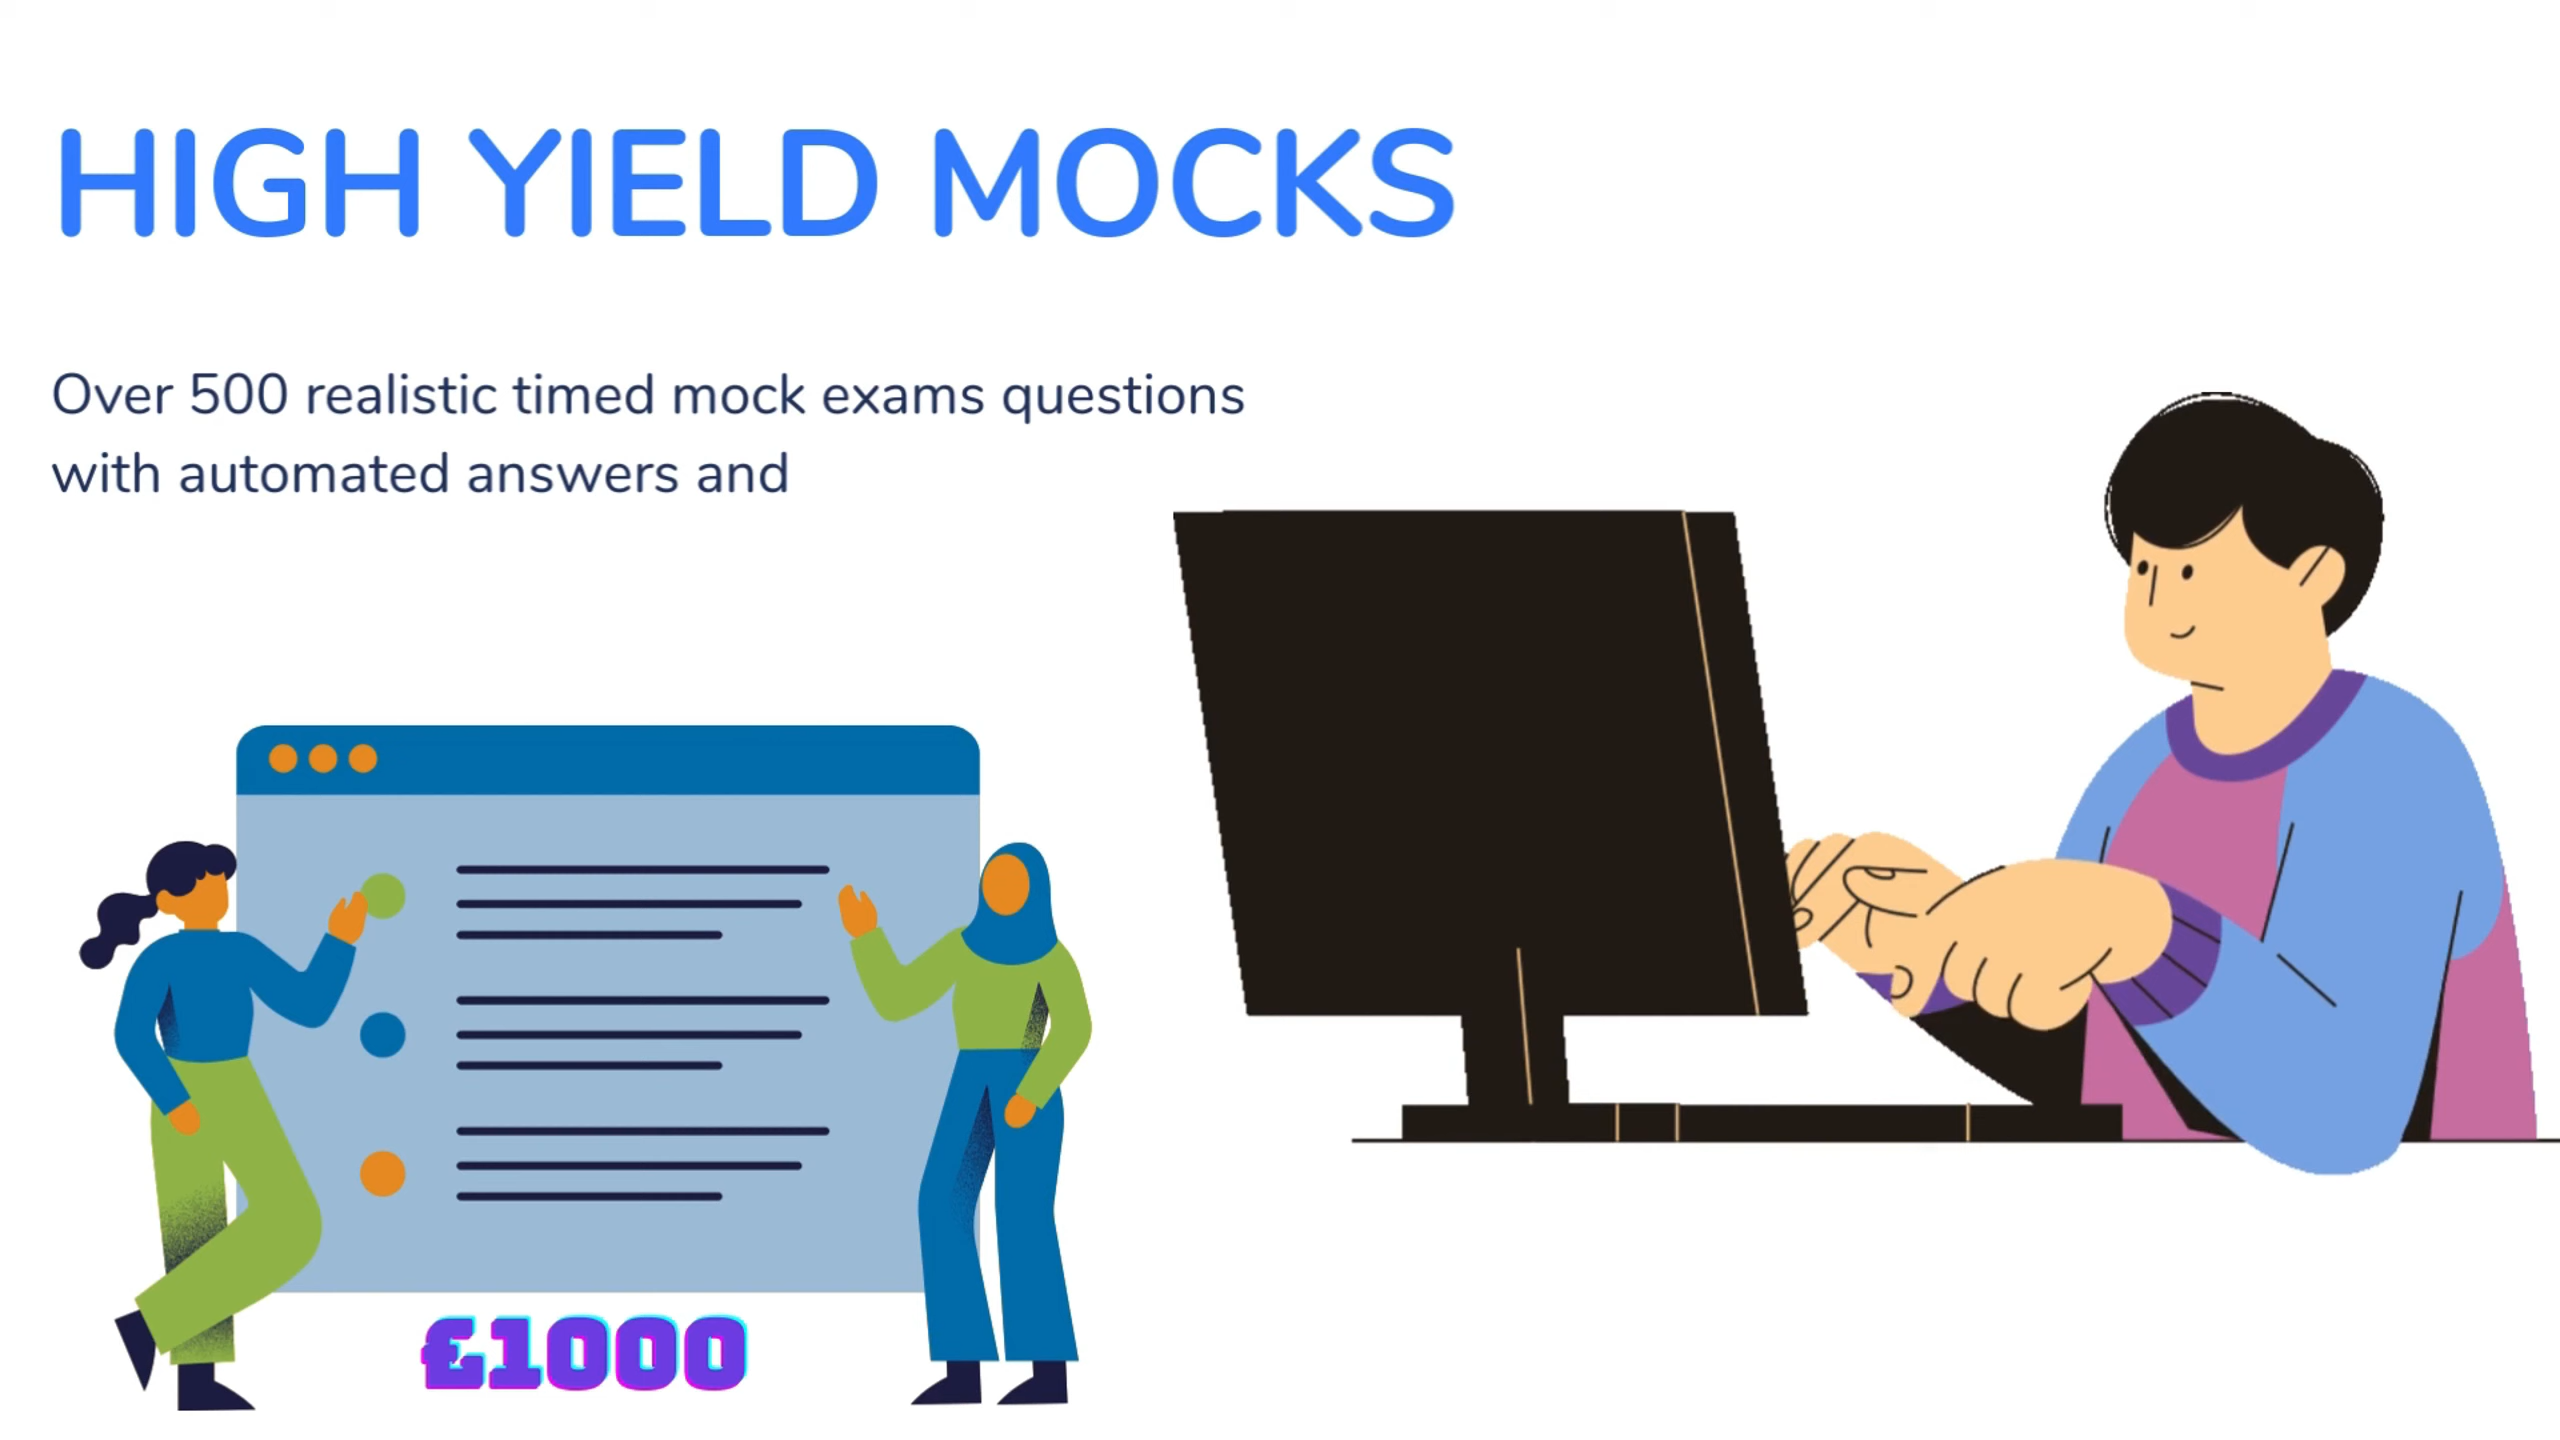 HIGH YIELD MOCKS
Over 500 realistic timed mock exams questions
with automated answers and
£1000